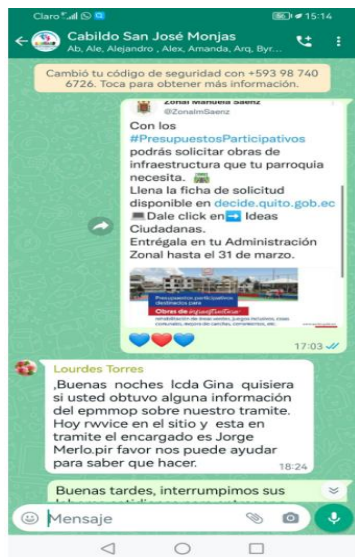 Claro 15:14
Cabildo San José Monjas
Ab, Ale, Alejandro , Alex, Amanda, Arq, Byr...
Cambió tu código de seguridad con +593 98 740
6726. Toca para obtener más información.
Zonal Manuela Sáenz
@ZonalmSaenz
Con los
#PresupuestosParticipativos
podrás solicitar obras de
infraestructura que tu parroquia
necesita.
Llena la ficha de solicitud
disponible en decide.quito.gob.ec
Dale click en Ideas
Ciudadanas.
Entrégala en tu Administración
Zonal hasta el 31 de marzo.
Presupuestos participativos
destinados para
Obras de infraestructura
17:03
Lourdes Torres
,Buenas noches lcda Gina quisiera
si usted obtuvo alguna información
del epmmop sobre nuestro tramite.
Hoy rwvice en el sitio y esta en
tramite el encargado es Jorge
Merlo.pir favor nos puede ayudar
para saber que hacer.
18:24
Buenas tardes, interrumpimos sus
Mensaje